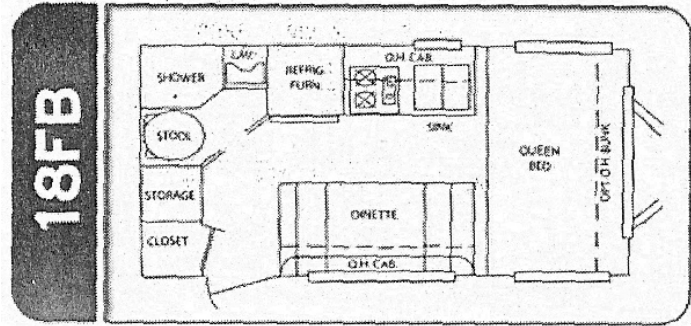 18FB
SHOWER
LAV.
REFRIG
FURN.
O.H. CAB.
SINK
STOOL
STORAGE
CLOSET
DINETTE
O.H. CAB.
QUEEN
BED
OPT. O.H. BUNK